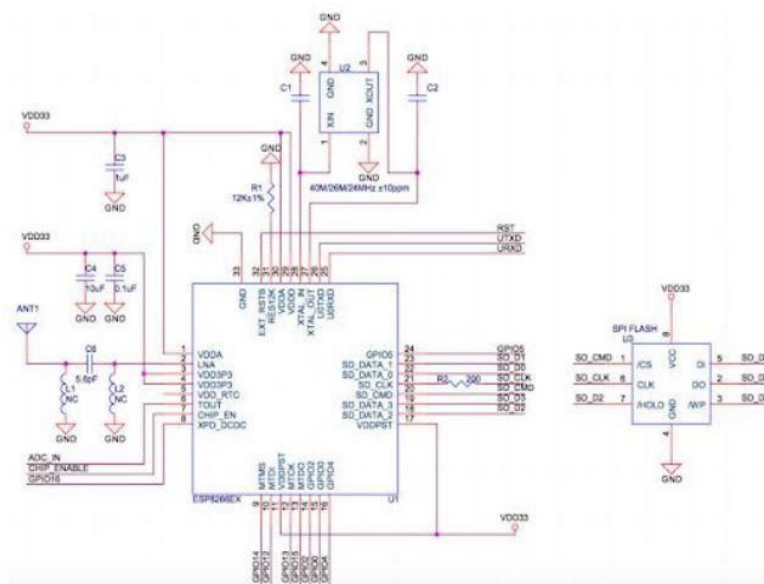 GND
GND
GND
4
3
U2
C1
GND
XOUT
C2
XIN
GND
VDD33
1
2
C3
1uF
GND
GND
R1
12K±1%
40M/26M/24MHz ±10ppm
GND
GND
RST
UTXD
URXD
VDD33
GND
33
32
31
30
29
28
27
26
25
C4
10uF
C5
0.1uF
GND
EXT_RSTB
RES12K
VDDA
VDDD
XTAL_IN
XTAL_OUT
U0TXD
U0RXD
GND
GND
ANT1
VDD33
SPI FLASH
C6
5.6pF
L1
NC
L2
NC
GND
GND
1 VDDA
2 LNA
3 VDD3P3
4 VDD3P3
5 VDD_RTC
6 TOUT
7 CHIP_EN
8 XPD_DCDC
GPIO5 24 GPIO5
SD_DATA_1 23 SD_D1
SD_DATA_0 22 SD_D0
SD_CLK 21 200 SD_CLK
SD_CMD 20 SD_CMD
SD_DATA_3 19 SD_D3
SD_DATA_2 18 SD_D2
VDDPST 17
SD_CMD 1 /CS
SD_CLK 6 CLK
SD_D2 7 /HOLD
VCC 8
GND 4
DI 5
DO 2
/WP 3
GND
ADC_IN
CHIP_ENABLE
GPIO16
MTMS
MTDI
VDDPST
MTCK
MTDO
GPIO2
GPIO0
GPIO4
ESP8266EX
U1
9
10
11
12
13
14
15
16
VDD33
GPIO14
GPIO12
GPIO13
GPIO15
GPIO2
GPIO0
GPIO4